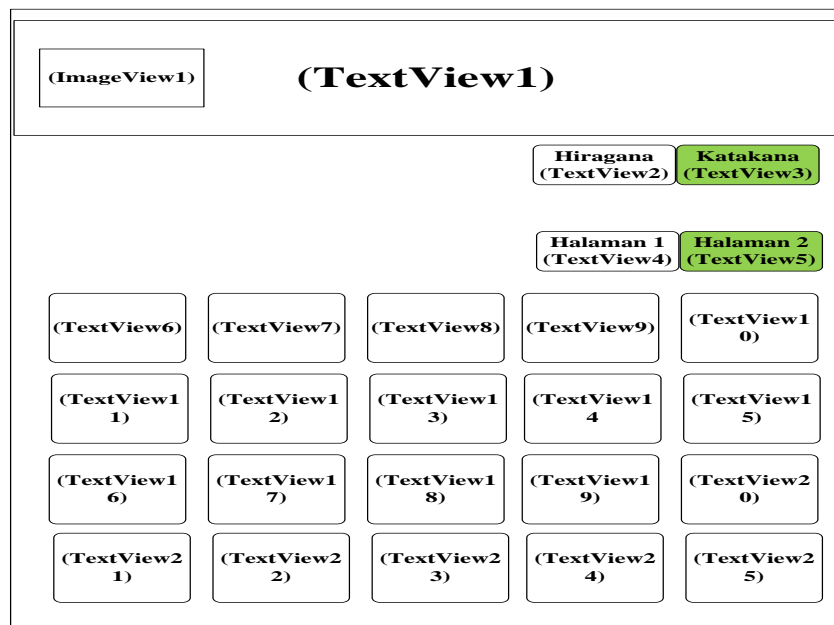 (ImageView1)
(TextView1)
Hiragana
(TextView2)
Katakana
(TextView3)
Halaman 1
(TextView4)
Halaman 2
(TextView5)
(TextView6)
(TextView7)
(TextView8)
(TextView9)
(TextView1
0)
(TextView1
1)
(TextView1
2)
(TextView1
3)
(TextView1
4
(TextView1
5)
(TextView1
6)
(TextView1
7)
(TextView1
8)
(TextView1
9)
(TextView2
0)
(TextView2
1)
(TextView2
2)
(TextView2
3)
(TextView2
4)
(TextView2
5)